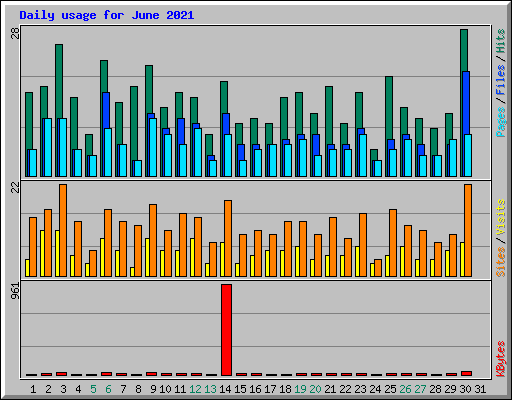 Daily usage for June 2021
28
Pages / Files / Hits
22
Sites / Visits
961
KBytes
1 2 3 4 5 6 7 8 9 10 11 12 13 14 15 16 17 18 19 20 21 22 23 24 25 26 27 28 29 30 31